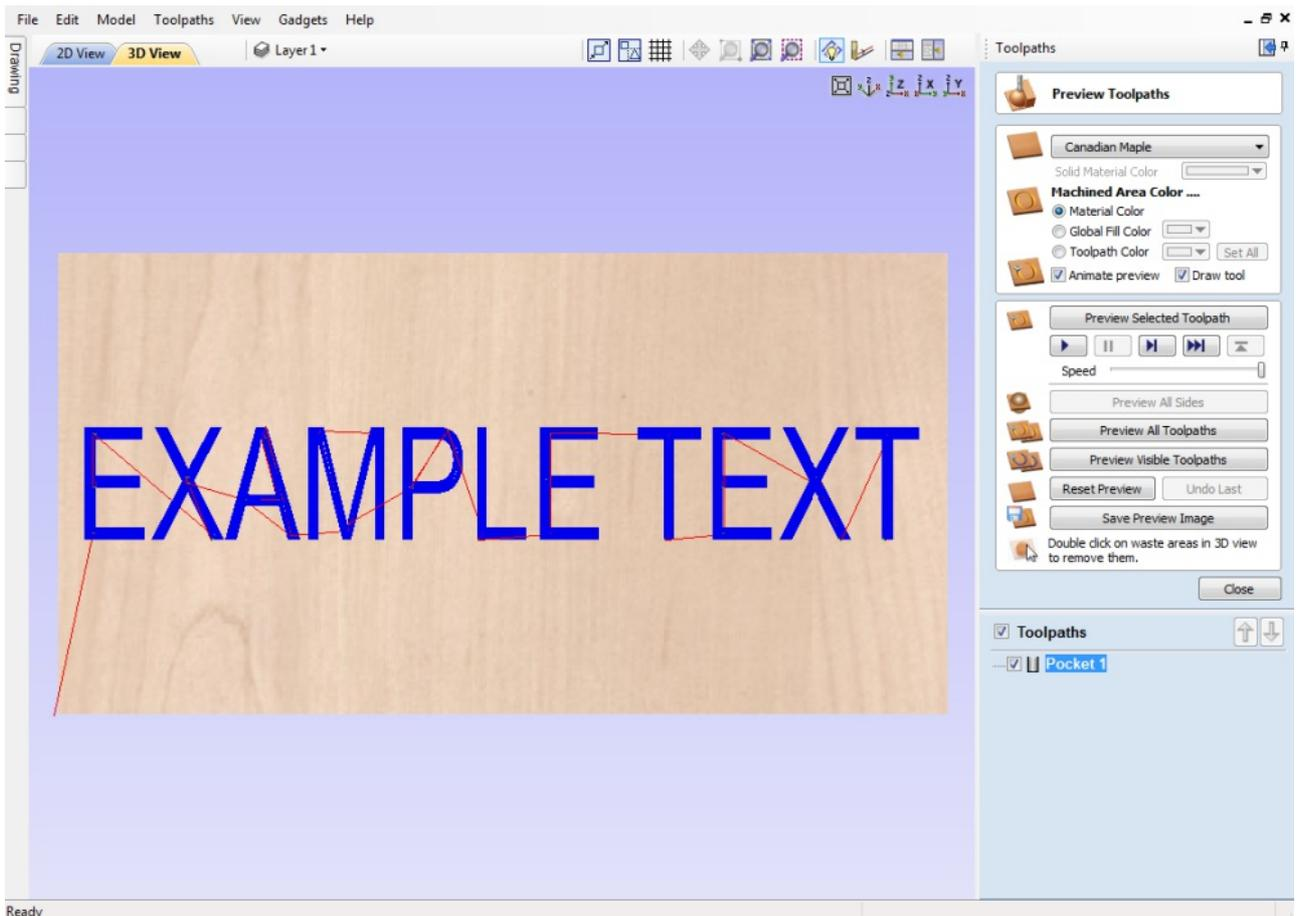 File Edit Model Toolpaths View Gadgets Help
Drawing
2D View 3D View Layer 1
Toolpaths
Preview Toolpaths
Canadian Maple
Solid Material Color
Machined Area Color ....
Material Color
Global Fill Color
Toolpath Color Set All
Animate preview Draw tool
Preview Selected Toolpath
Speed
Preview All Sides
Preview All Toolpaths
Preview Visible Toolpaths
Reset Preview Undo Last
Save Preview Image
Double click on waste areas in 3D view
to remove them.
Close
Toolpaths
Pocket 1
EXAMPLE TEXT
Ready